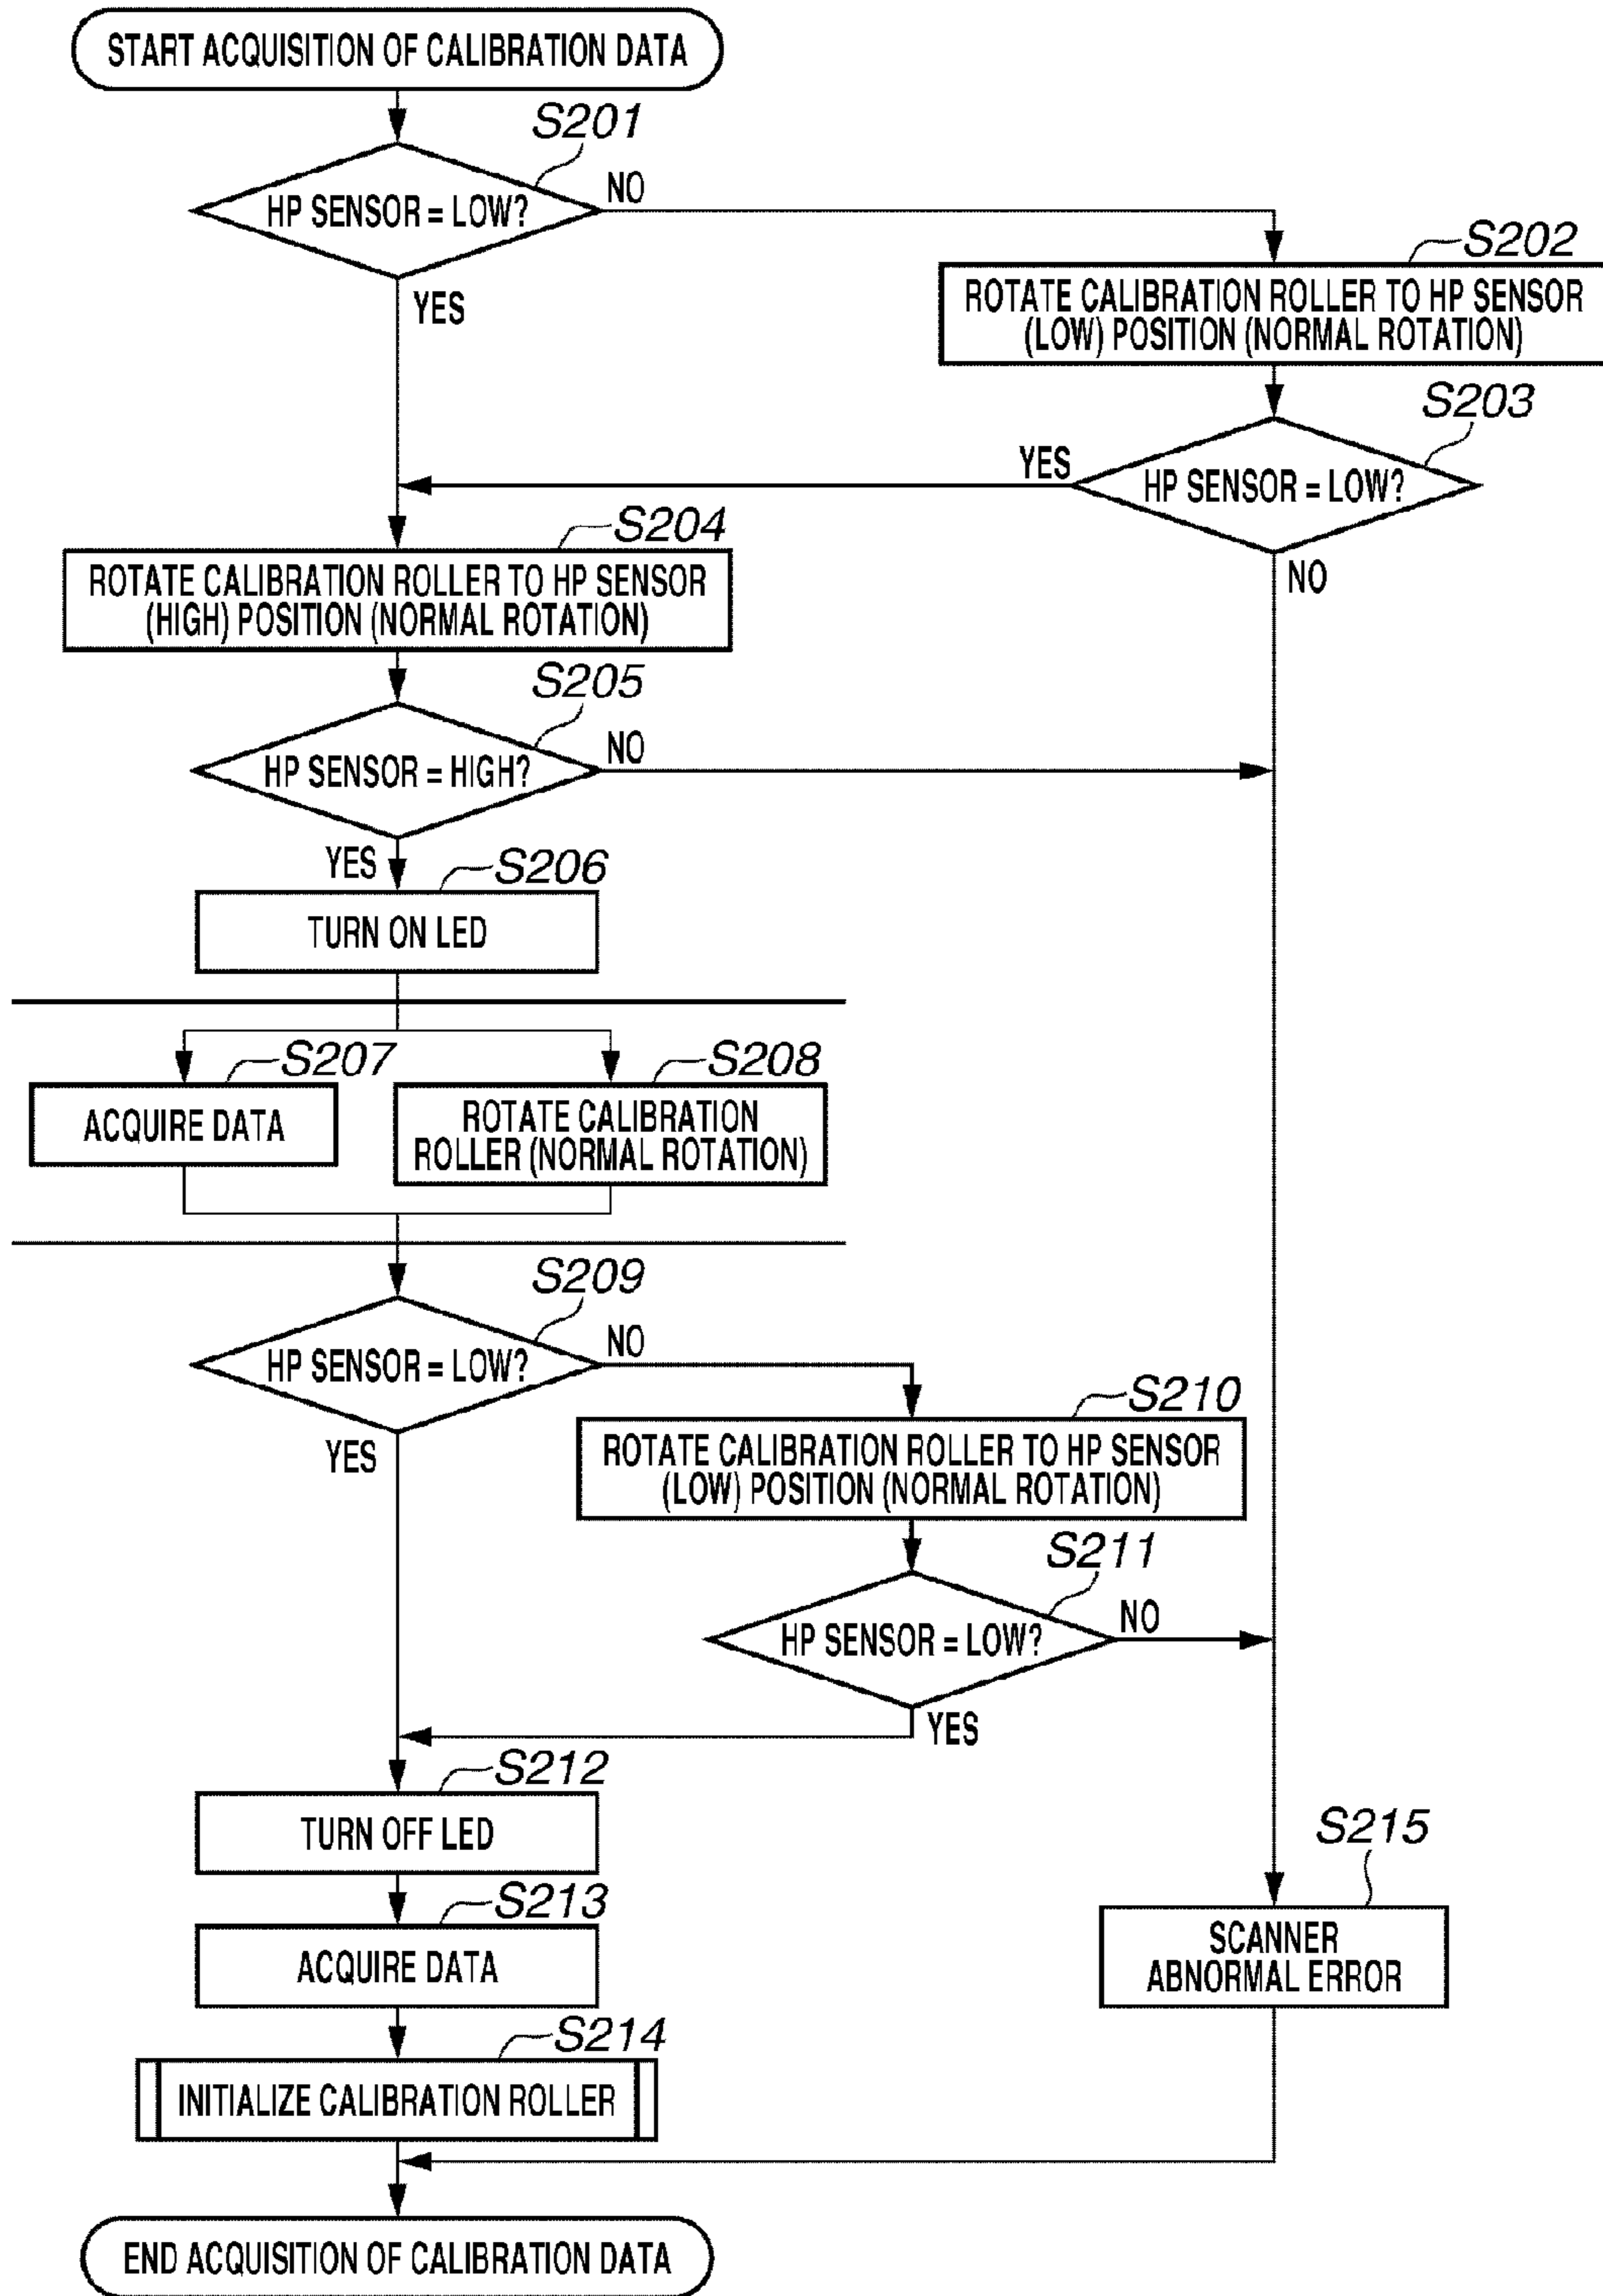 START ACQUISITION OF CALIBRATION DATA
S201
HP SENSOR = LOW?
NO
YES
S202
ROTATE CALIBRATION ROLLER TO HP SENSOR
(LOW) POSITION (NORMAL ROTATION)
S203
HP SENSOR = LOW?
YES
NO
S204
ROTATE CALIBRATION ROLLER TO HP SENSOR
(HIGH) POSITION (NORMAL ROTATION)
S205
HP SENSOR = HIGH?
NO
YES
S206
TURN ON LED
S207
ACQUIRE DATA
S208
ROTATE CALIBRATION
ROLLER (NORMAL ROTATION)
S209
HP SENSOR = LOW?
NO
YES
S210
ROTATE CALIBRATION ROLLER TO HP SENSOR
(LOW) POSITION (NORMAL ROTATION)
S211
HP SENSOR = LOW?
NO
YES
S212
TURN OFF LED
S213
ACQUIRE DATA
S214
INITIALIZE CALIBRATION ROLLER
S215
SCANNER
ABNORMAL ERROR
END ACQUISITION OF CALIBRATION DATA